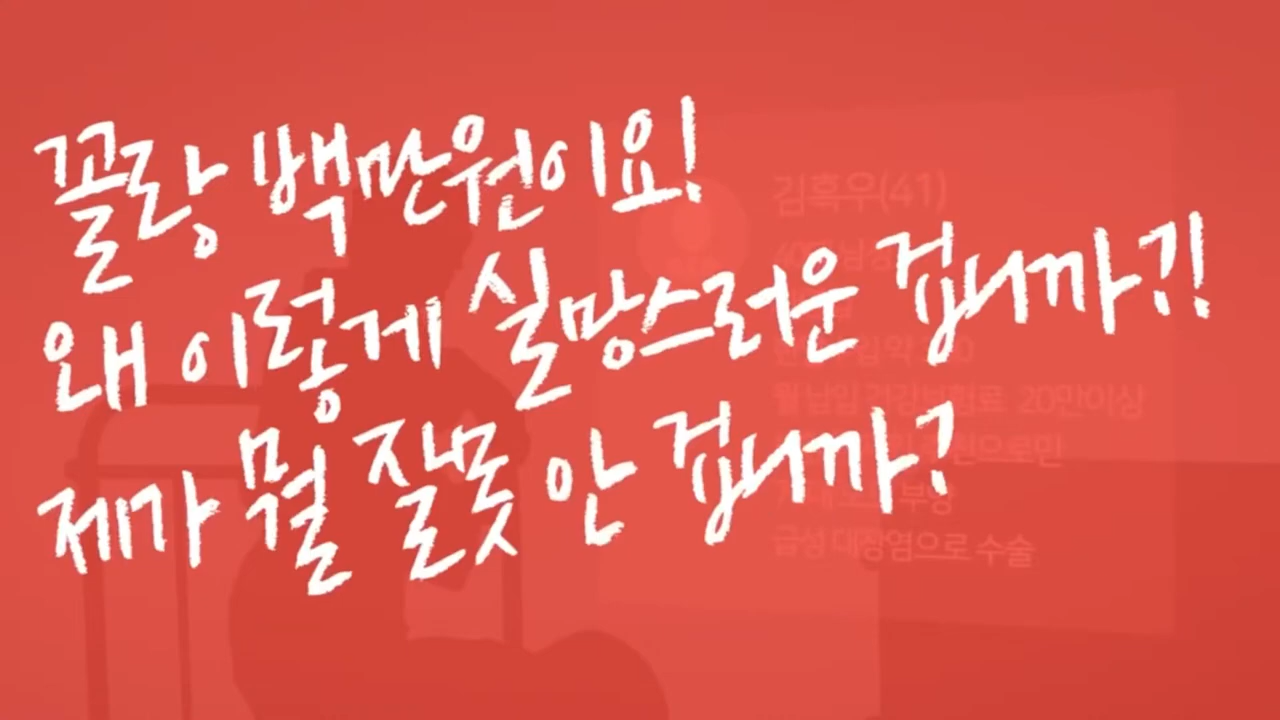 꼴랑 백만원이요!
왜 이렇게 실망스러운 겁니까?!
제가 뭘 잘못 안 겁니까?
김흑우(41)
월 납입 건강보험료 20만이상
급성 대장염으로 수술